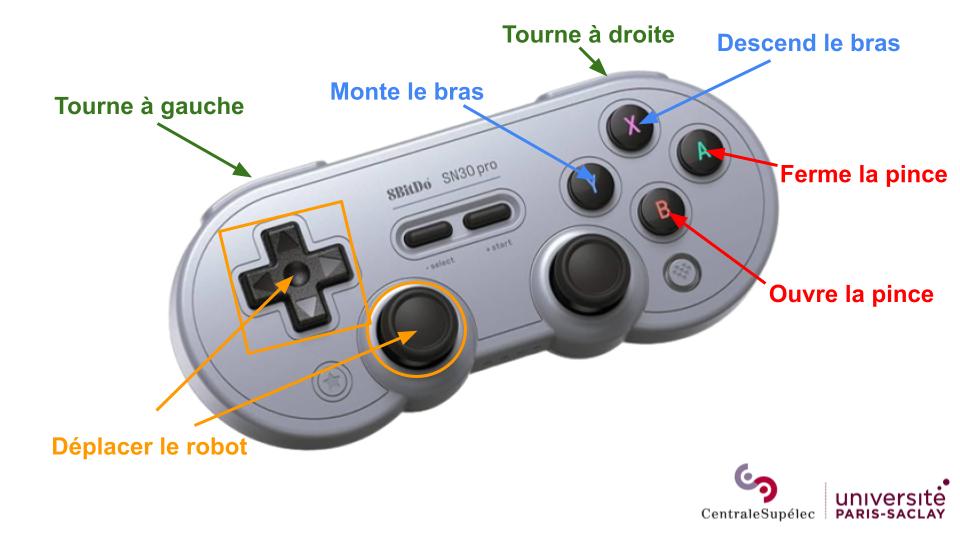 Tourne à droite
Descend le bras
Monte le bras
Tourne à gauche
X
A
8BitDo SN30 pro
Ferme la pince
Y
B
- select
+ start
Ouvre la pince
Déplacer le robot
CentraleSupélec
université
PARIS-SACLAY